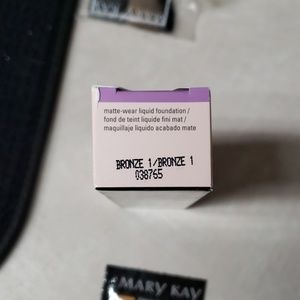 matte-wear liquid foundation /
fond de teint liquide fini mat /
maquillaje líquido acabado mate
BRONZE 1/BRONZE 1
038765
MARY KAY